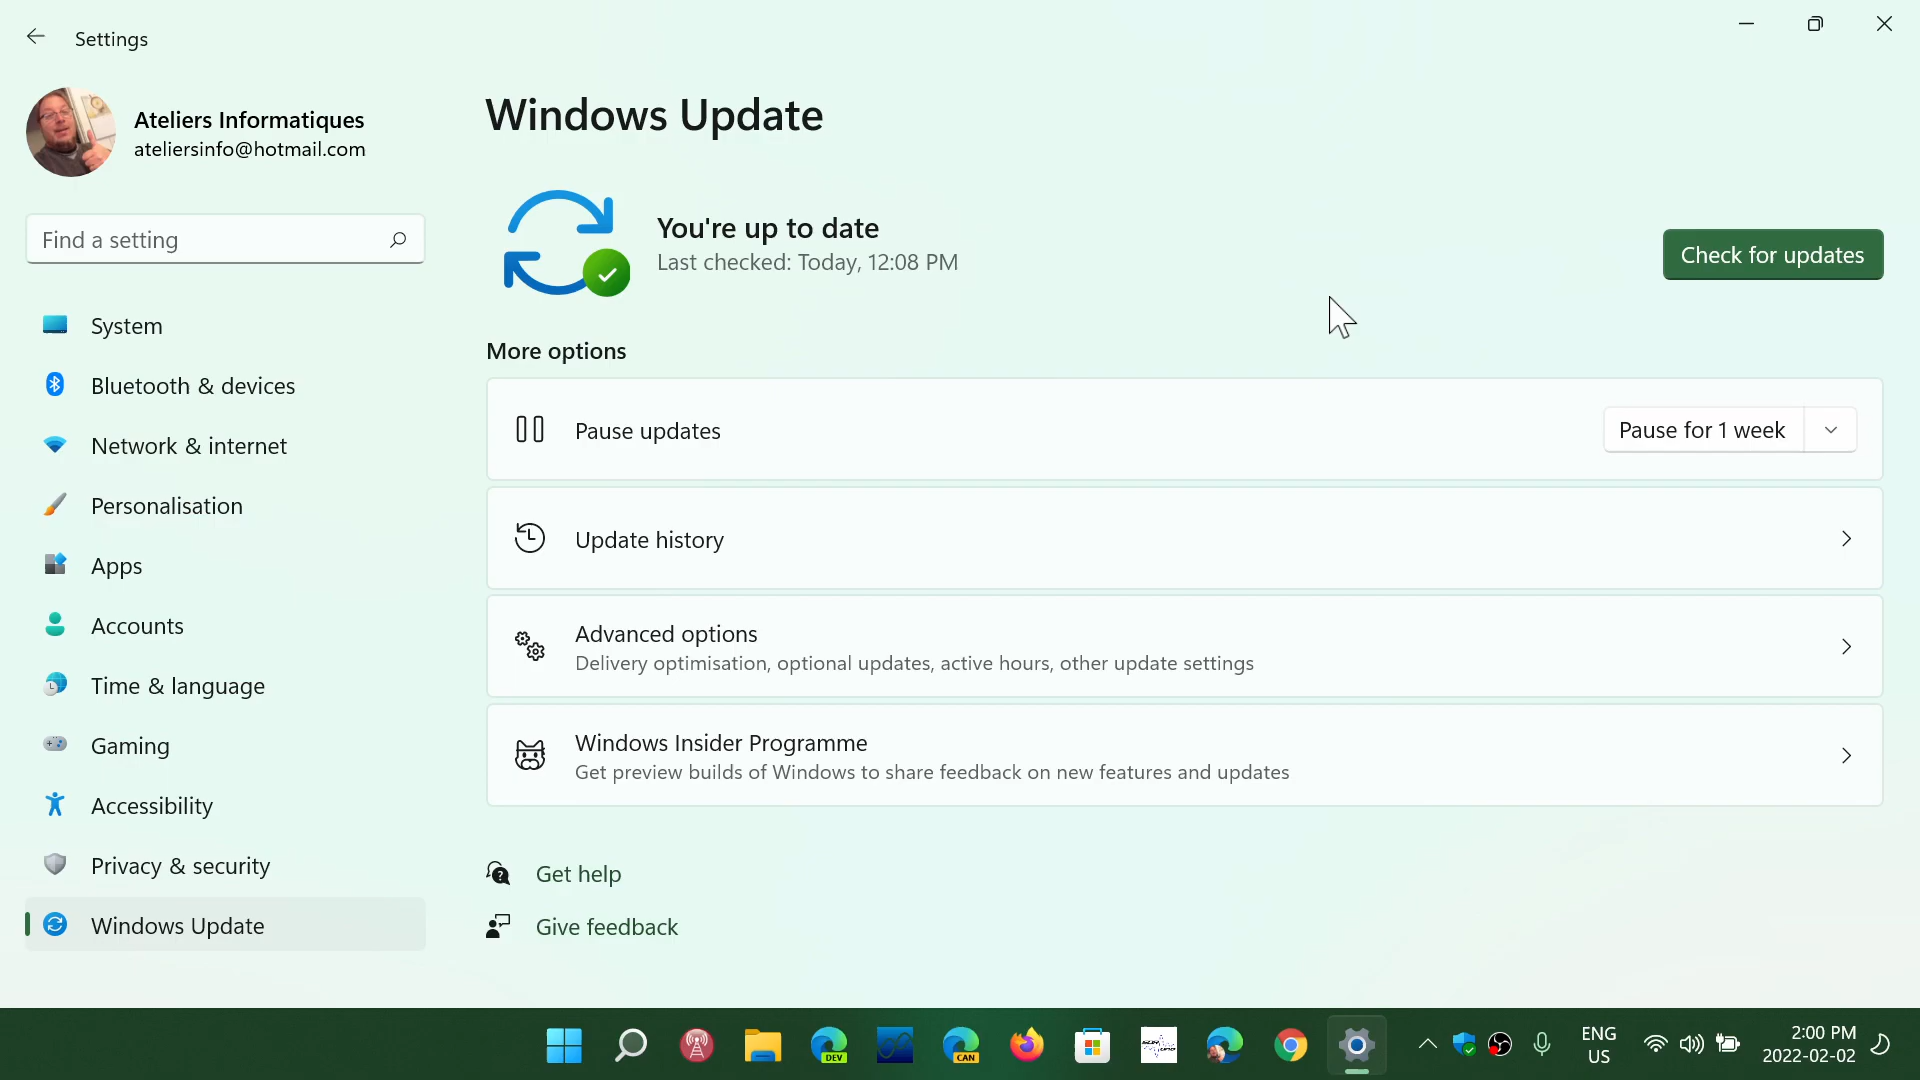 Settings
Ateliers Informatiques
ateliersinfo@hotmail.com
Find a setting
System
Bluetooth & devices
Network & internet
Personalisation
Apps
Accounts
Time & language
Gaming
Accessibility
Privacy & security
Windows Update
Windows Update
You're up to date
Last checked: Today, 12:08 PM
Check for updates
More options
Pause updates
Pause for 1 week
Update history
Advanced options
Delivery optimisation, optional updates, active hours, other update settings
Windows Insider Programme
Get preview builds of Windows to share feedback on new features and updates
Get help
Give feedback
DEV
CAN
ENG
US
2:00 PM
2022-02-02